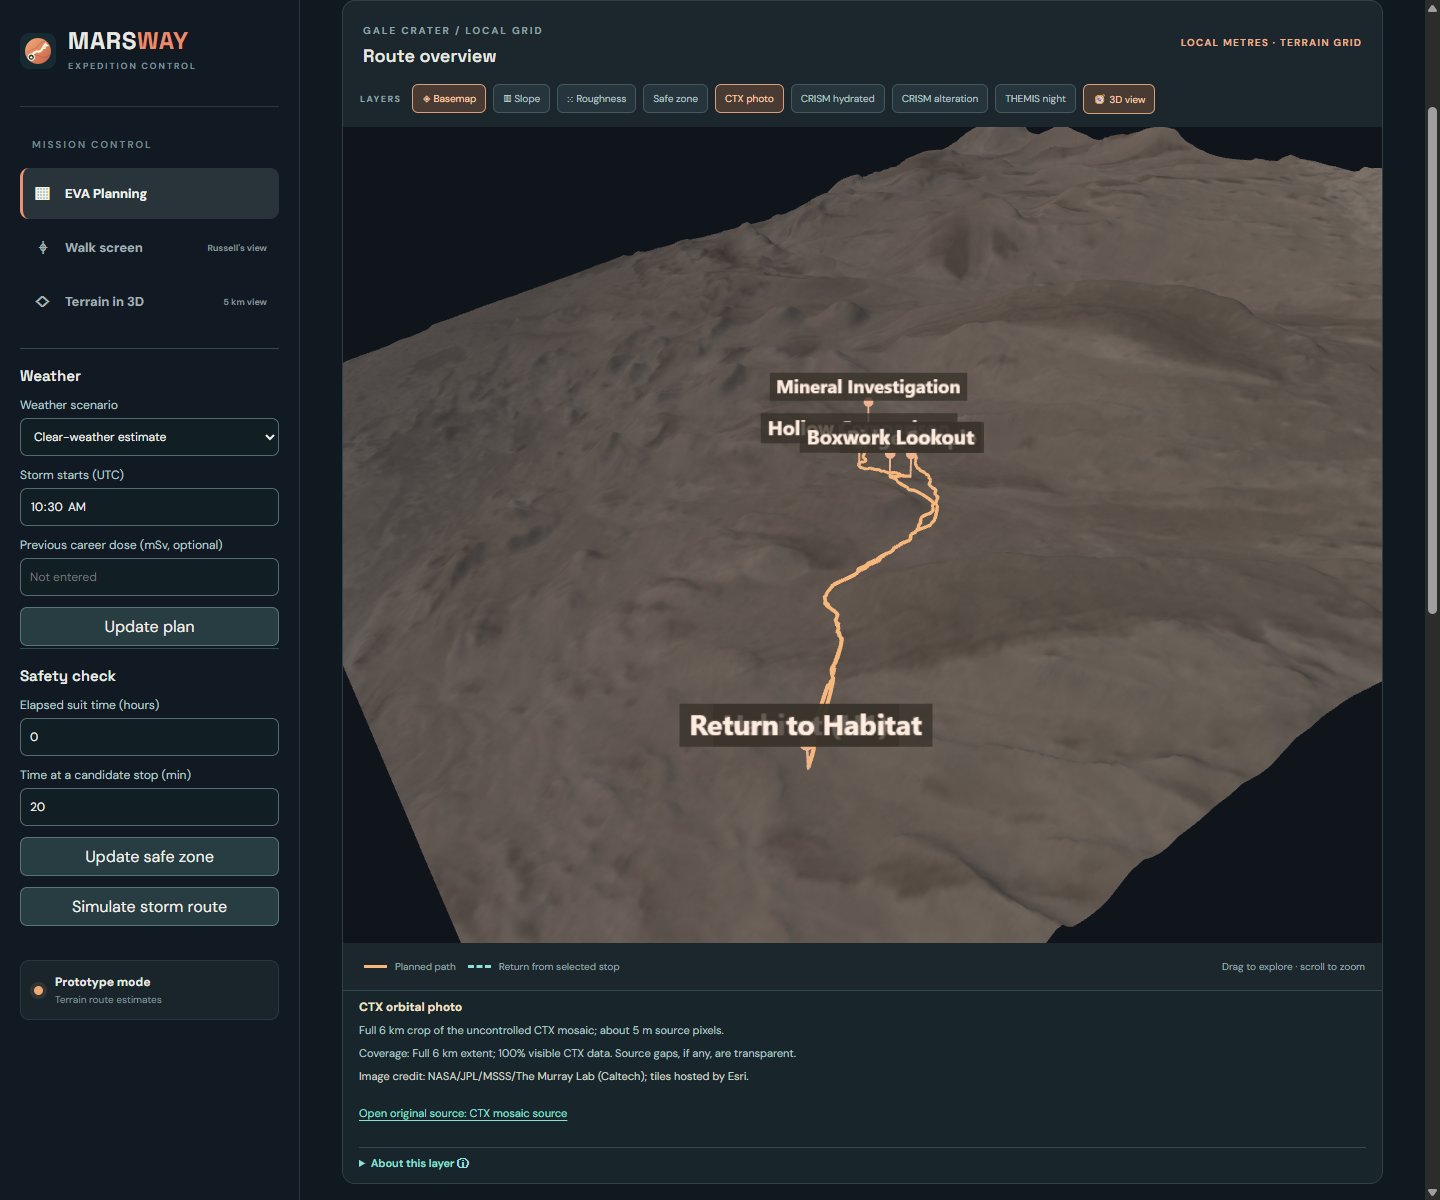 MARSWAY
EXPEDITION CONTROL
MISSION CONTROL
EVA Planning
Walk screen
Russell's view
Terrain in 3D
5 km view
Weather
Weather scenario
Clear-weather estimate
Storm starts (UTC)
10:30 AM
Previous career dose (mSv, optional)
Not entered
Update plan
Safety check
Elapsed suit time (hours)
0
Time at a candidate stop (min)
20
Update safe zone
Simulate storm route
Prototype mode
Terrain route estimates
GALE CRATER / LOCAL GRID
Route overview
LOCAL METRES · TERRAIN GRID
LAYERS
Basemap
Slope
Roughness
Safe zone
CTX photo
CRISM hydrated
CRISM alteration
THEMIS night
3D view
Mineral Investigation
Boxwork Lookout
Return to Habitat
Planned path
Return from selected stop
Drag to explore · scroll to zoom
CTX orbital photo
Full 6 km crop of the uncontrolled CTX mosaic; about 5 m source pixels.
Coverage: Full 6 km extent; 100% visible CTX data. Source gaps, if any, are transparent.
Image credit: NASA/JPL/MSSS/The Murray Lab (Caltech); tiles hosted by Esri.
Open original source: CTX mosaic source
About this layer